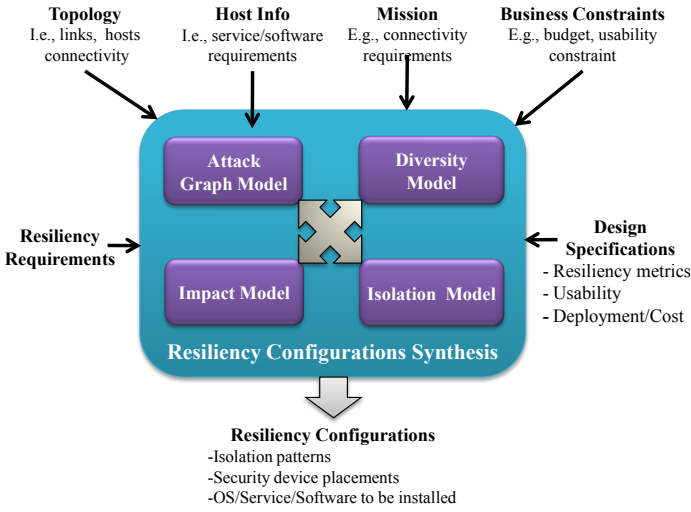 Topology
I.e., links, hosts
connectivity
Host Info
I.e., service/software
requirements
Mission
E.g., connectivity
requirements
Business Constraints
E.g., budget, usability
constraint
Attack
Graph Model
Diversity
Model
Resiliency
Requirements
Design
Specifications
- Resiliency metrics
- Usability
- Deployment/Cost
Impact Model
Isolation Model
Resiliency Configurations Synthesis
Resiliency Configurations
-Isolation patterns
-Security device placements
-OS/Service/Software to be installed